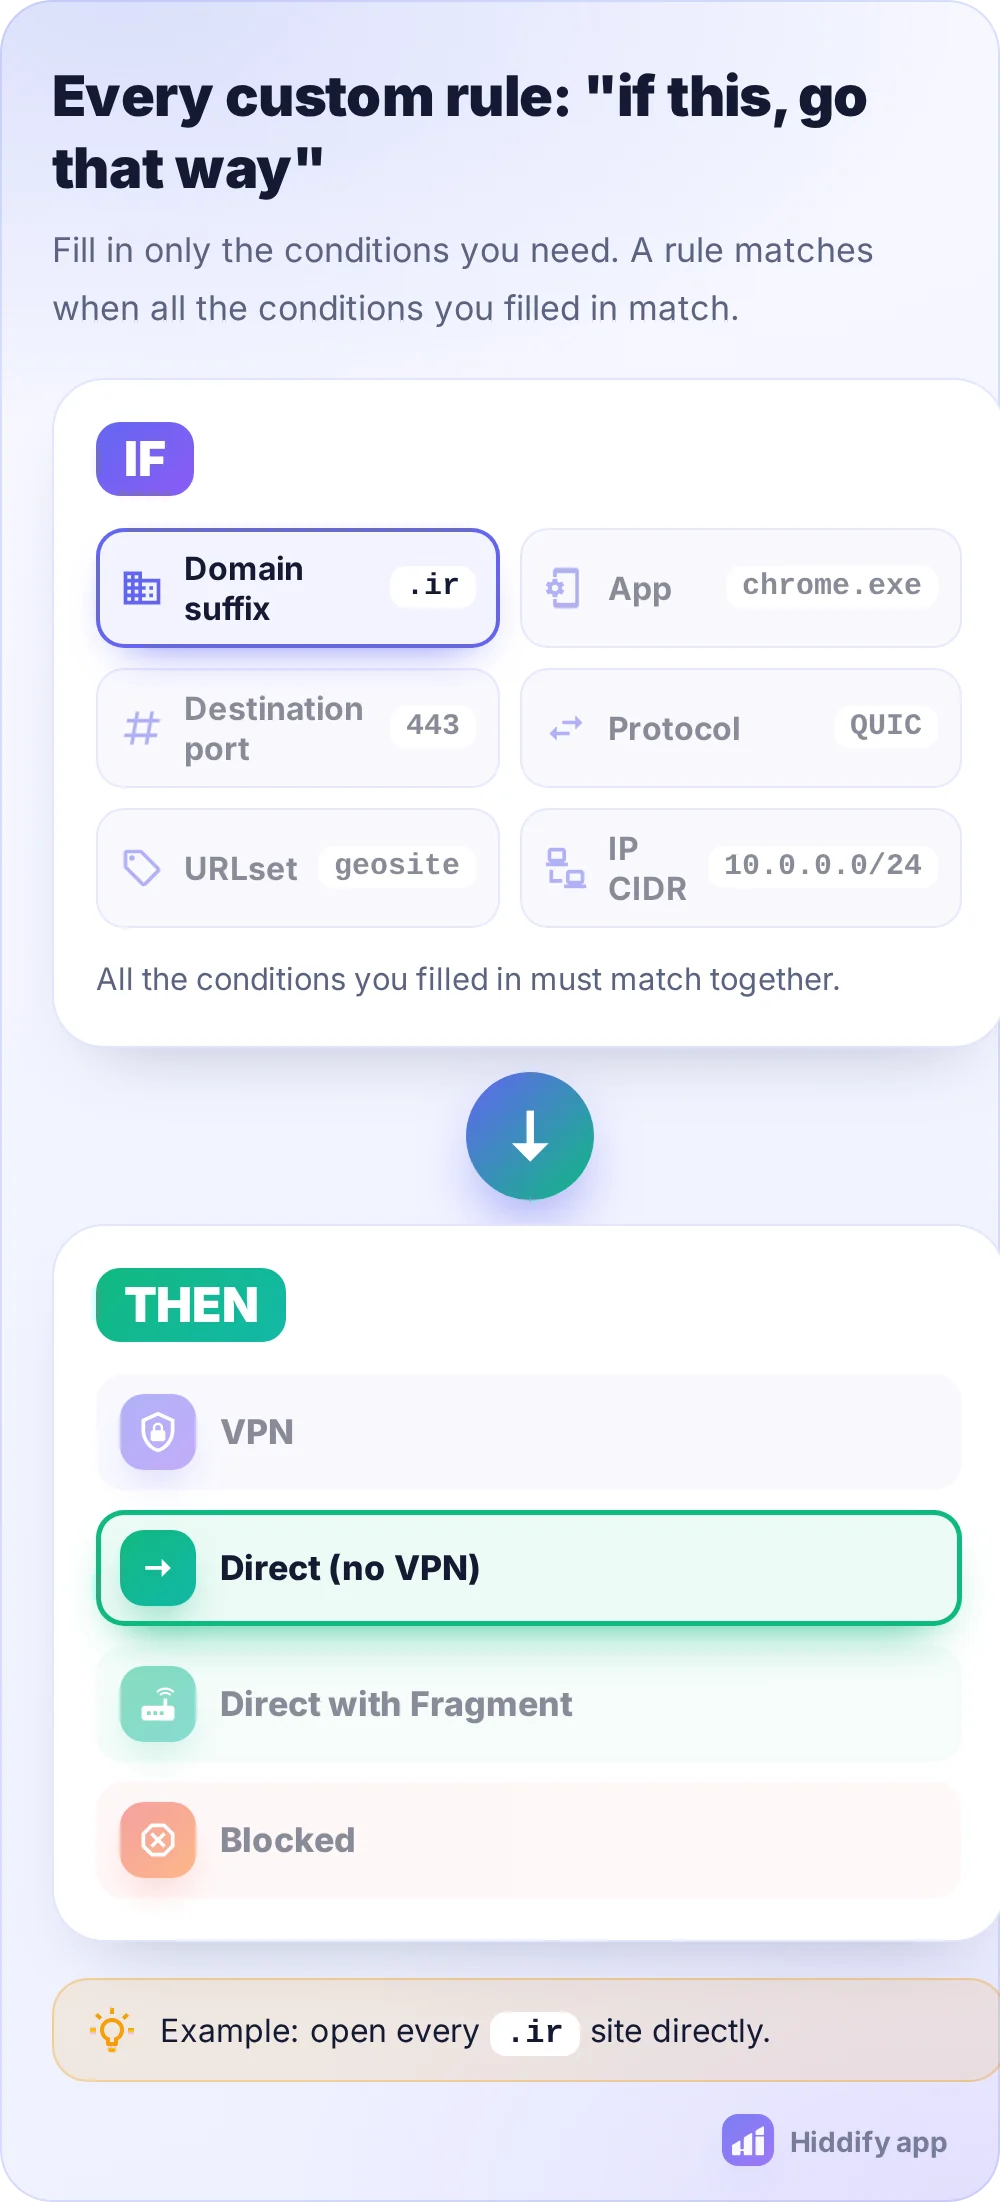 Every custom rule: "if this, go
that way"
Fill in only the conditions you need. A rule matches
when all the conditions you filled in match.
IF
Domain
suffix
.ir
App
chrome.exe
Destination
port
443
Protocol
QUIC
URLset
geosite
IP
CIDR
10.0.0.0/24
All the conditions you filled in must match together.
THEN
VPN
Direct (no VPN)
Direct with Fragment
Blocked
Example: open every .ir site directly.
Hiddify app